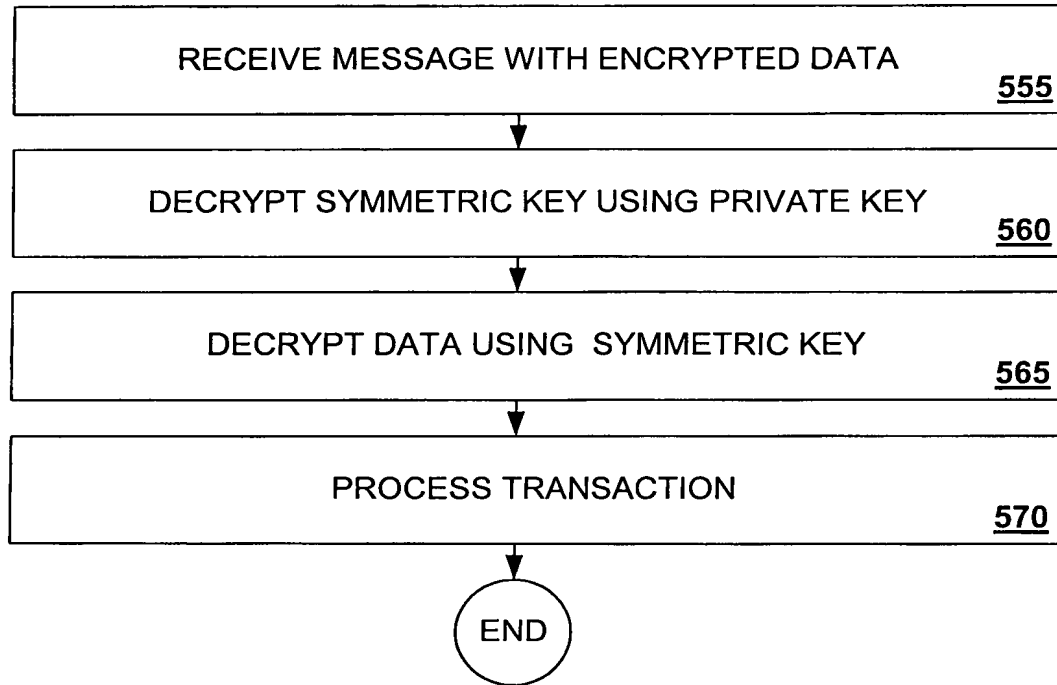 RECEIVE MESSAGE WITH ENCRYPTED DATA
555
DECRYPT SYMMETRIC KEY USING PRIVATE KEY
560
DECRYPT DATA USING SYMMETRIC KEY
565
PROCESS TRANSACTION
570
END